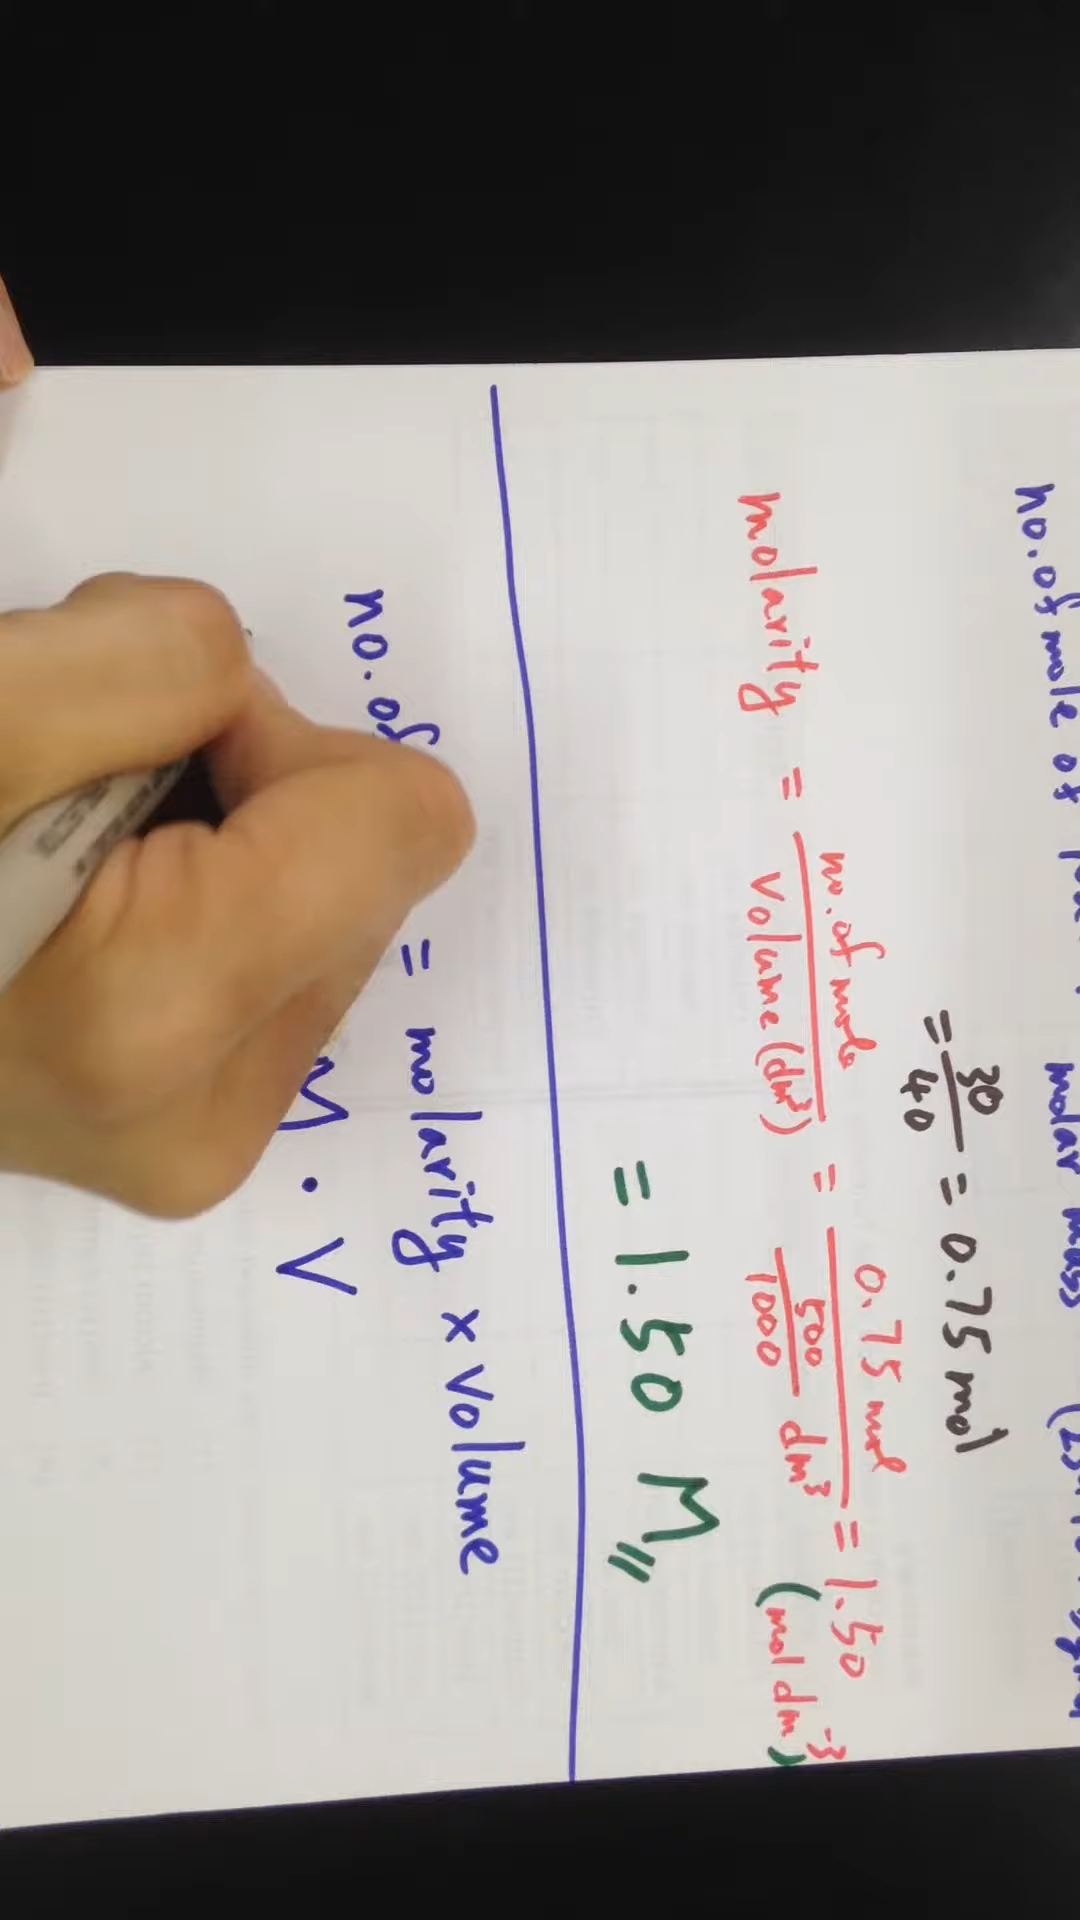 no. of mole of
molar mass
= 30/40 = 0.75 mol
molarity = no. of mole / volume (dm³) = 0.75 mol / 500/1000 dm³ = 1.50 (mol dm⁻³)
= 1.50 M
no. of = molarity x volume
M · V